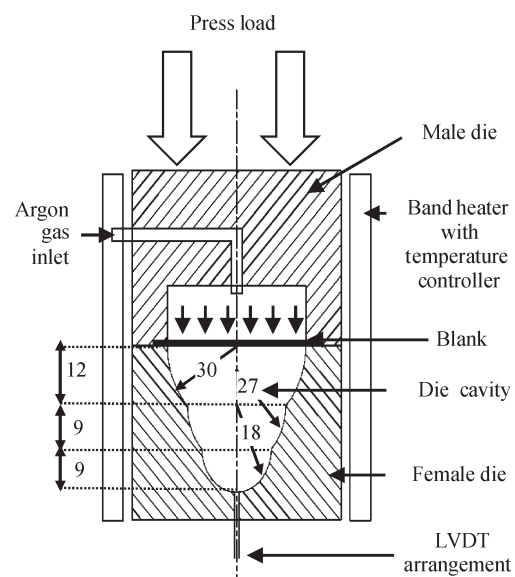 Press load
Male die
Argon
gas
inlet
Band heater
with
temperature
controller
Blank
12
30
27
Die cavity
9
18
9
Female die
LVDT
arrangement